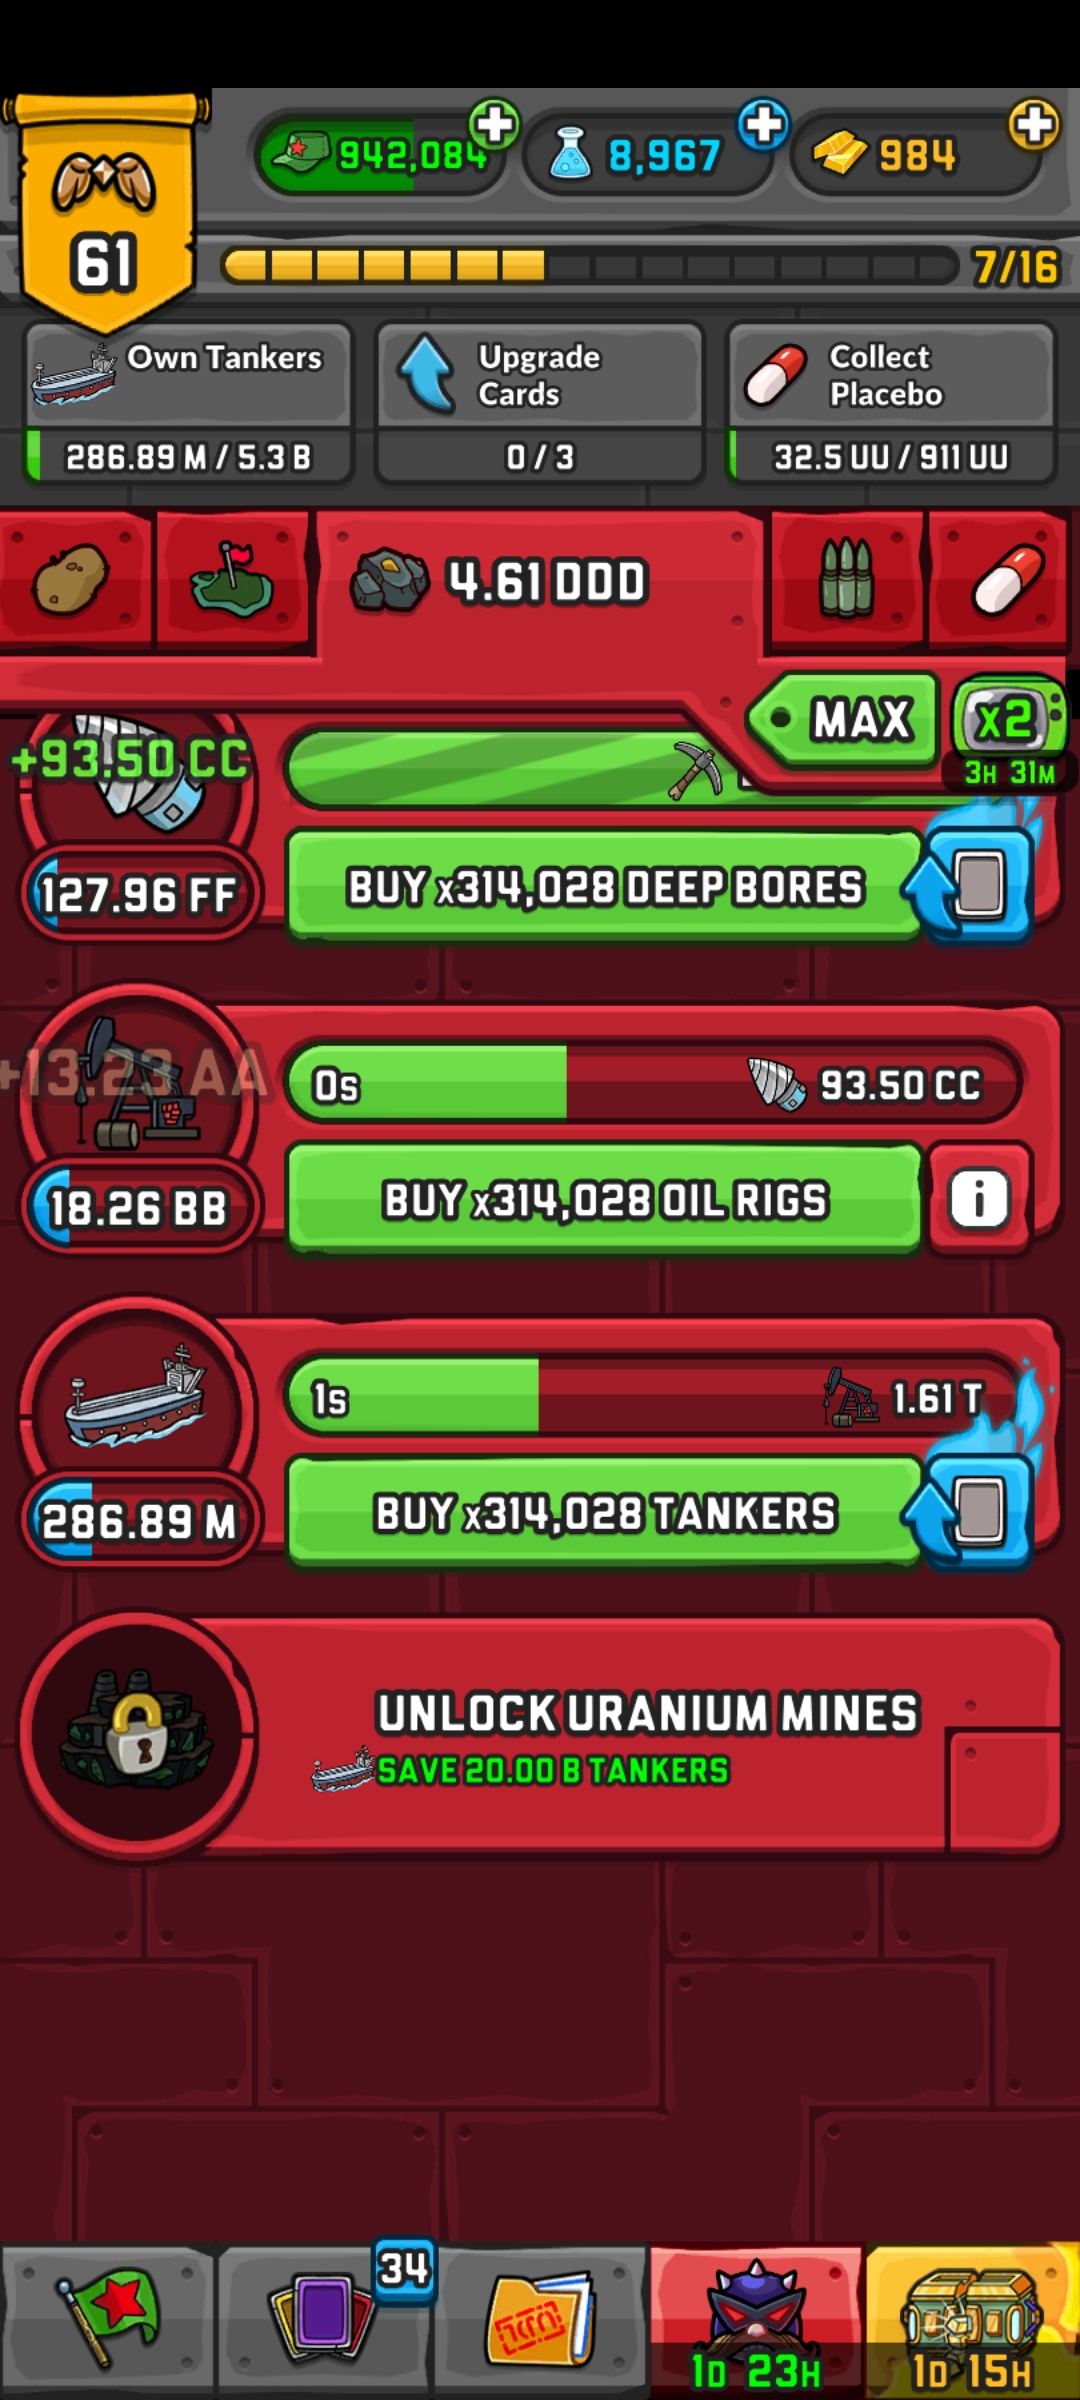 942,084
8,967
984
61
7/16
Own Tankers
286.89 M / 5.3 B
Upgrade
Cards
0 / 3
Collect
Placebo
32.5 UU / 911 UU
4.61 DDD
MAX
x2
3H 31M
+93.50 CC
127.96 FF
BUY x314,028 DEEP BORES
+13.23 AA
0s
93.50 CC
18.26 BB
BUY x314,028 OIL RIGS
i
1s
1.61 T
286.89 M
BUY x314,028 TANKERS
UNLOCK URANIUM MINES
SAVE 20.00 B TANKERS
34
1D 23H
1D 15H